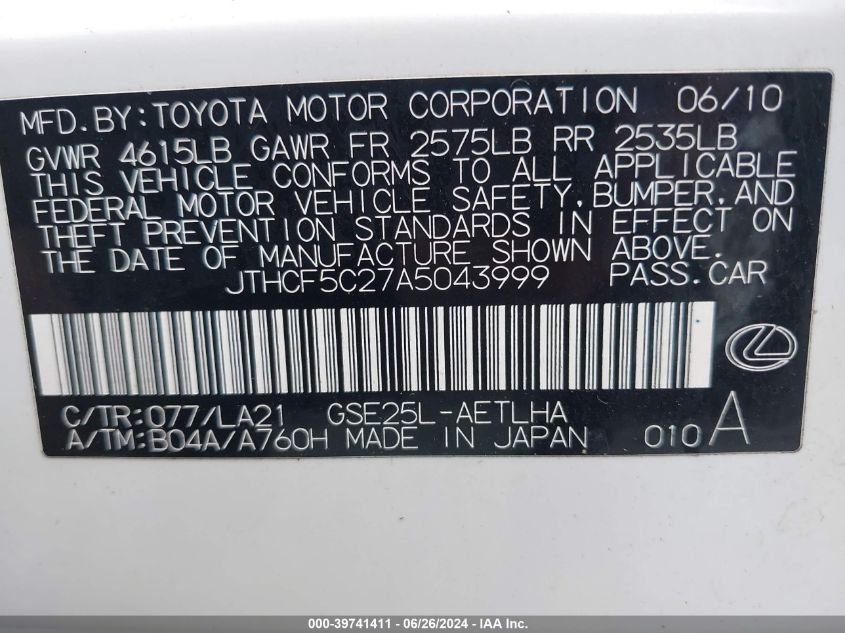 MFD.BY:TOYOTA MOTOR CORPORATION 06/10
GVWR 4615LB GAWR FR 2575LB RR 2535LB
THIS VEHICLE CONFORMS TO ALL APPLICABLE
FEDERAL MOTOR VEHICLE SAFETY,BUMPER,AND
THEFT PREVENTION STANDARDS IN EFFECT ON
THE DATE OF MANUFACTURE SHOWN ABOVE.
JTHCF5C27A5043999 PASS.CAR
C/TR:077/LA21 GSE25L-AETLHA
A/TM:B04A/A760H MADE IN JAPAN 010A
000-39741411 - 06/26/2024 - IAA Inc.